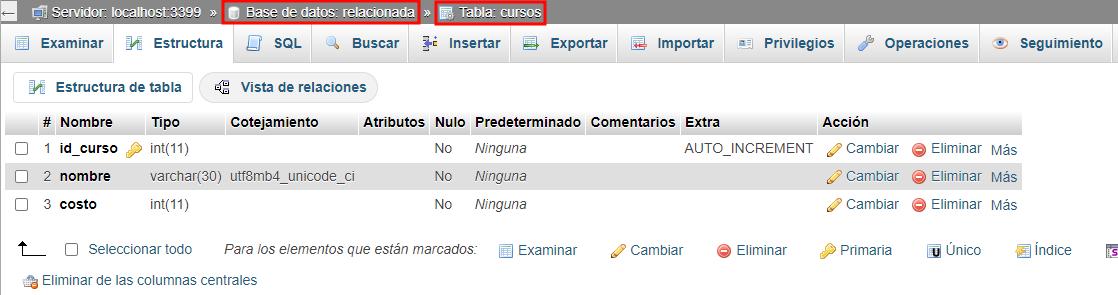 ← Servidor: localhost:3399 » Base de datos: relacionada » Tabla: cursos
Examinar Estructura SQL Buscar Insertar Exportar Importar Privilegios Operaciones Seguimiento
Estructura de tabla Vista de relaciones
# Nombre Tipo Cotejamiento Atributos Nulo Predeterminado Comentarios Extra Acción
1 id_curso int(11) No Ninguna AUTO_INCREMENT Cambiar Eliminar Más
2 nombre varchar(30) utf8mb4_unicode_ci No Ninguna Cambiar Eliminar Más
3 costo int(11) No Ninguna Cambiar Eliminar Más
Seleccionar todo Para los elementos que están marcados: Examinar Cambiar Eliminar Primaria Único Índice
Eliminar de las columnas centrales